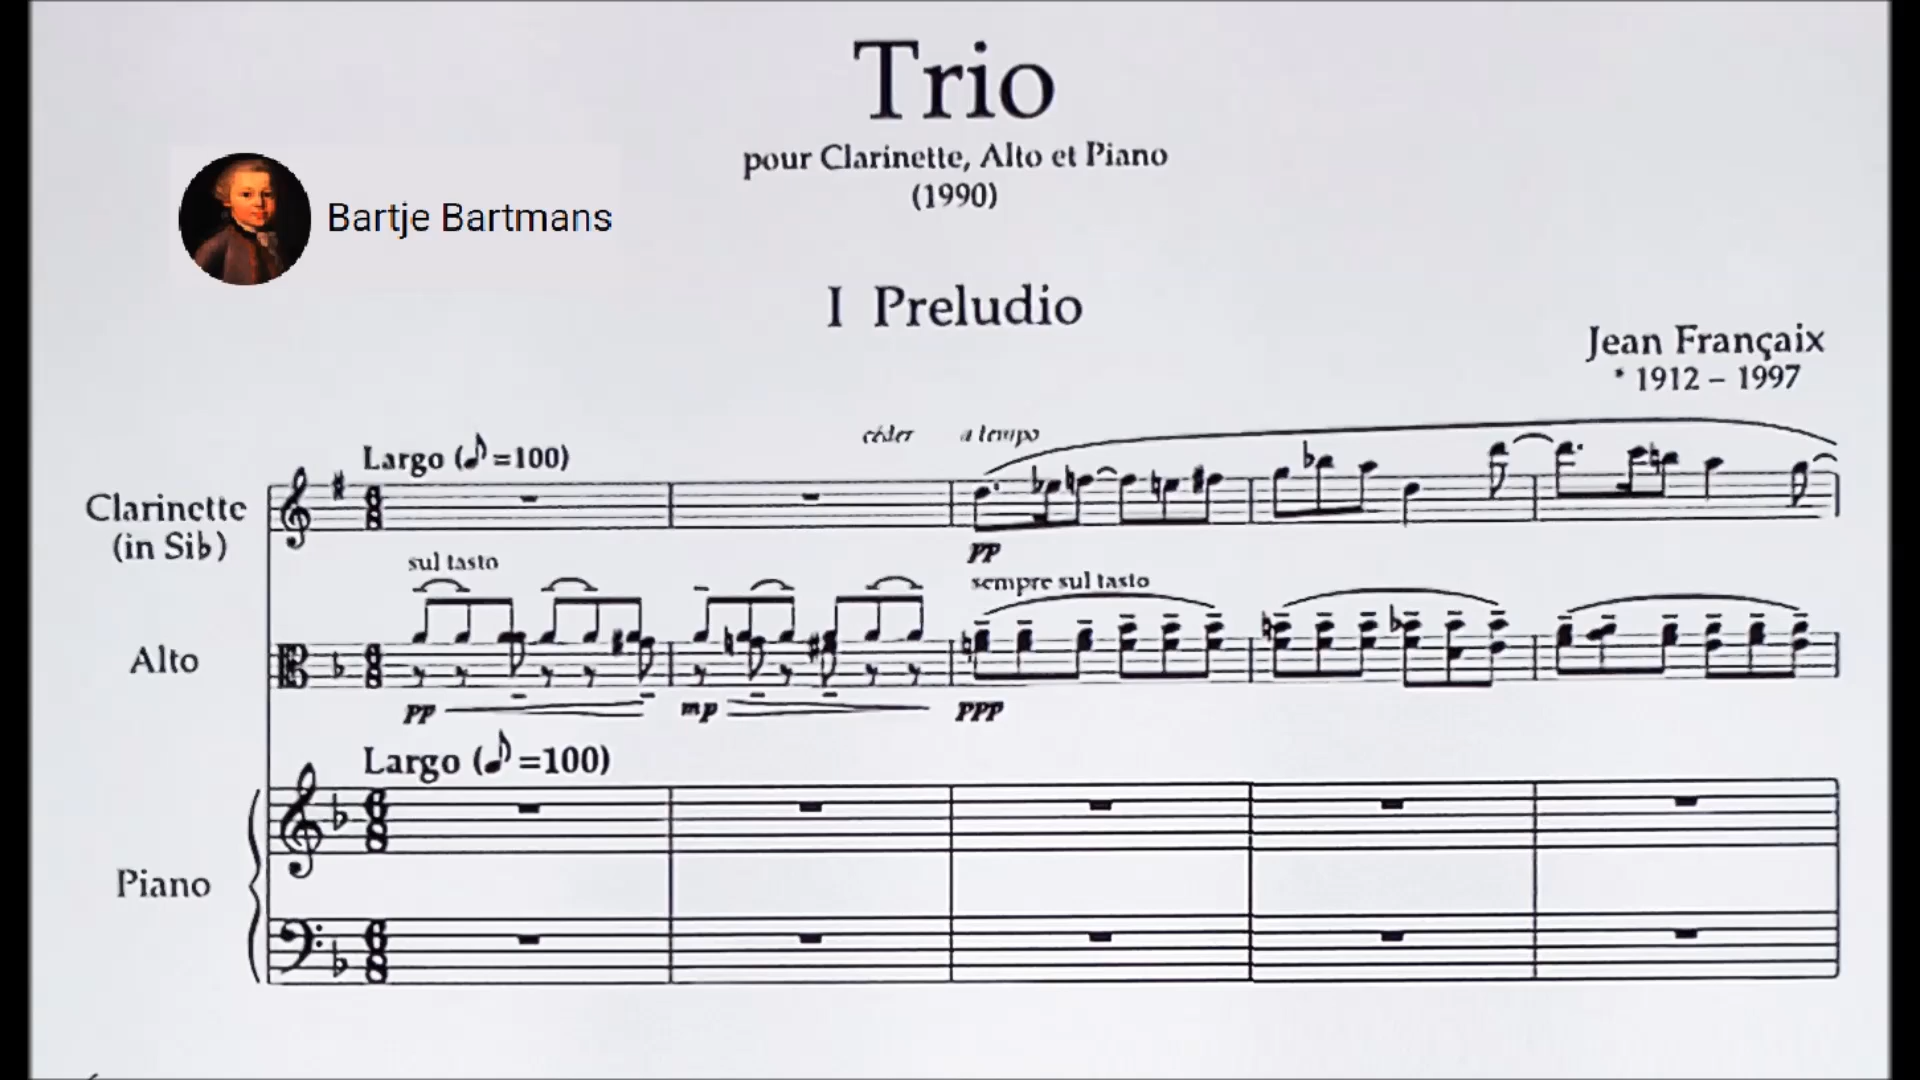 Trio
pour Clarinette, Alto et Piano
(1990)
Bartje Bartmans
I Preludio
Jean Françaix
* 1912 – 1997
céder a tempo
Largo (♪=100)
Clarinette
(in Si♭)
pp
sul tasto
sempre sul tasto
Alto
pp mp ppp
Largo (♪=100)
Piano